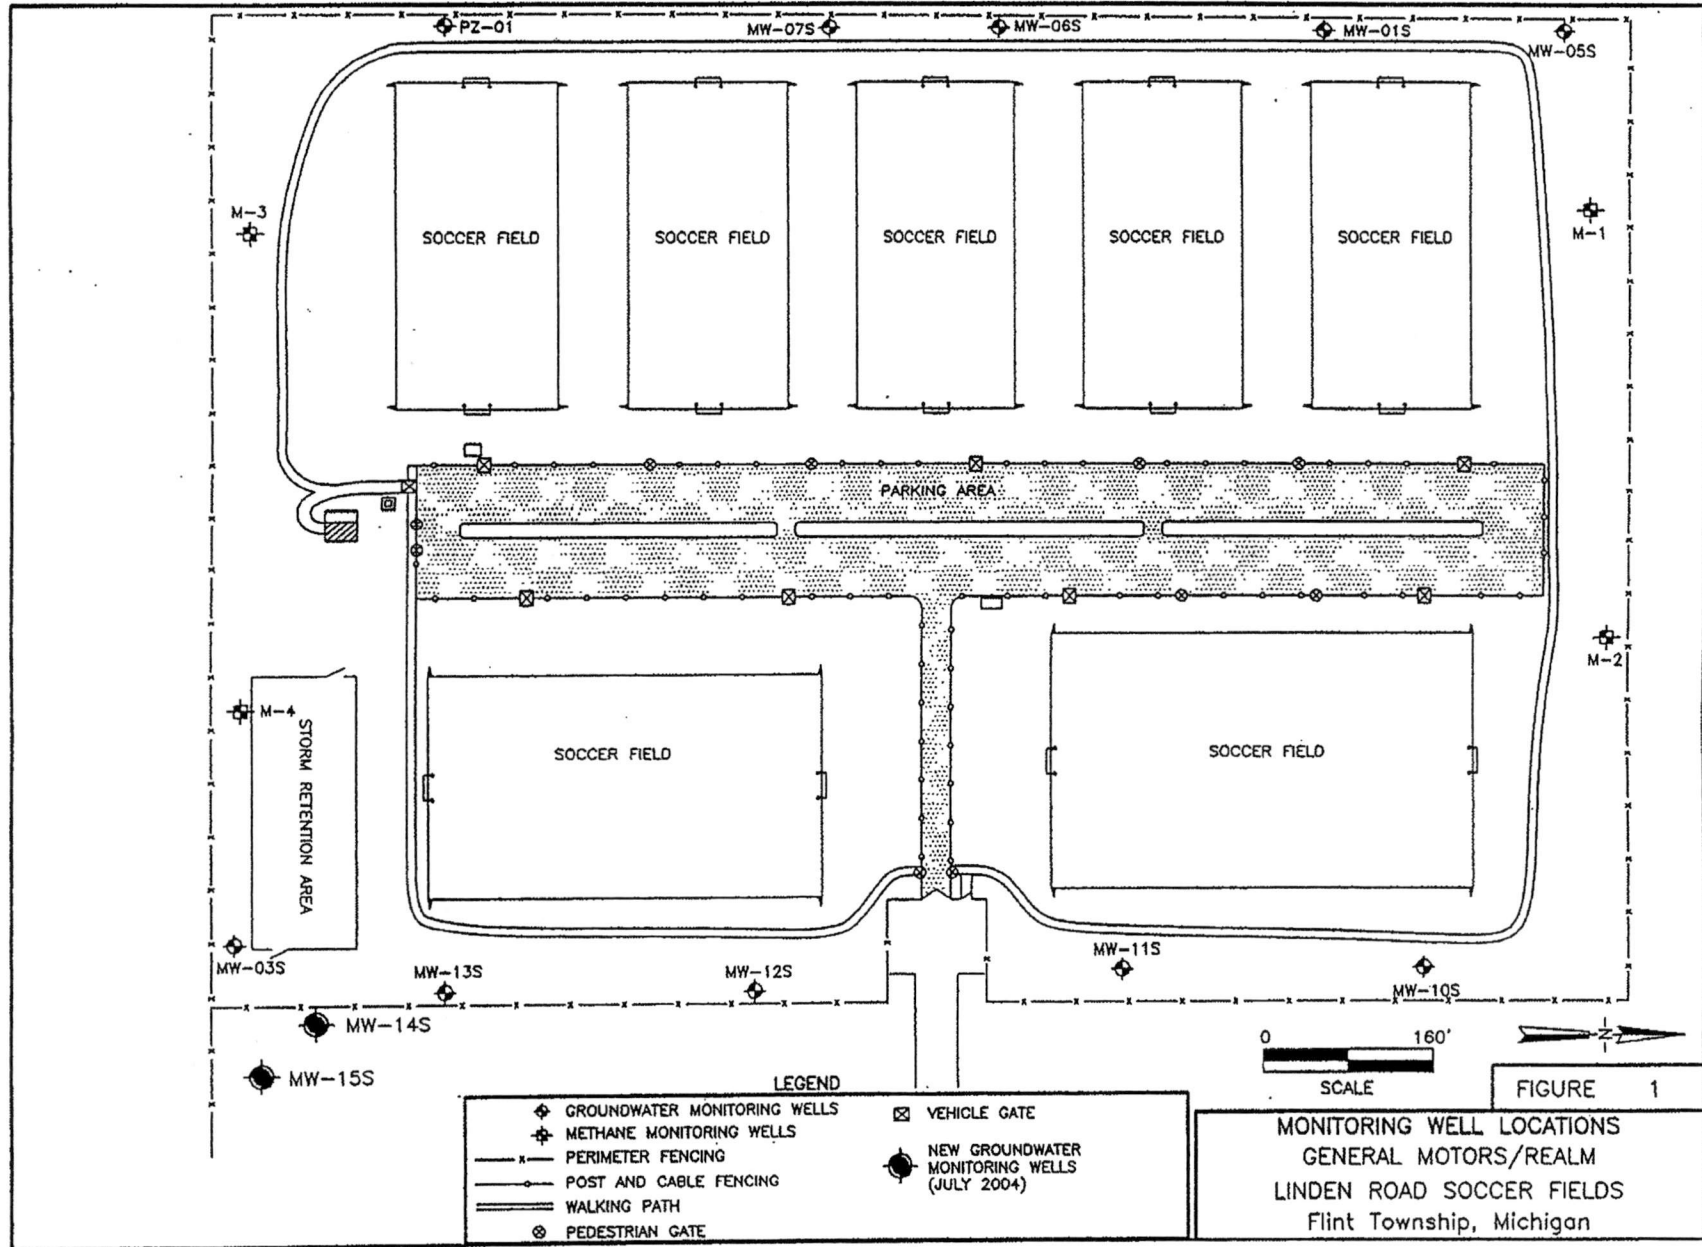 PZ-01
MW-07S
MW-06S
MW-01S
MW-05S
M-3
M-1
SOCCER FIELD
SOCCER FIELD
SOCCER FIELD
SOCCER FIELD
SOCCER FIELD
PARKING AREA
M-2
M-4
STORM RETENTION AREA
SOCCER FIELD
SOCCER FIELD
MW-03S
MW-13S
MW-12S
MW-11S
MW-10S
MW-14S
MW-15S
0 160'
SCALE
N
FIGURE 1
LEGEND
GROUNDWATER MONITORING WELLS
METHANE MONITORING WELLS
PERIMETER FENCING
POST AND CABLE FENCING
WALKING PATH
PEDESTRIAN GATE
VEHICLE GATE
NEW GROUNDWATER
MONITORING WELLS
(JULY 2004)
MONITORING WELL LOCATIONS
GENERAL MOTORS/REALM
LINDEN ROAD SOCCER FIELDS
Flint Township, Michigan